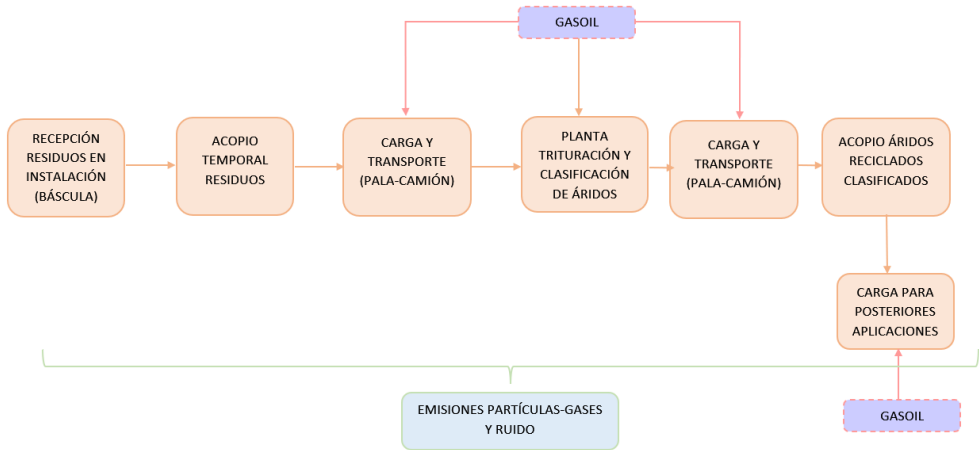 GASOIL
RECEPCIÓN
RESIDUOS EN
INSTALACIÓN
(BÁSCULA)
ACOPIO
TEMPORAL
RESIDUOS
CARGA Y
TRANSPORTE
(PALA-CAMIÓN)
PLANTA
TRITURACIÓN Y
CLASIFICACIÓN
DE ÁRIDOS
CARGA Y
TRANSPORTE
(PALA-CAMIÓN)
ACOPIO ÁRIDOS
RECICLADOS
CLASIFICADOS
CARGA PARA
POSTERIORES
APLICACIONES
EMISIONES PARTÍCULAS-GASES
Y RUIDO
GASOIL